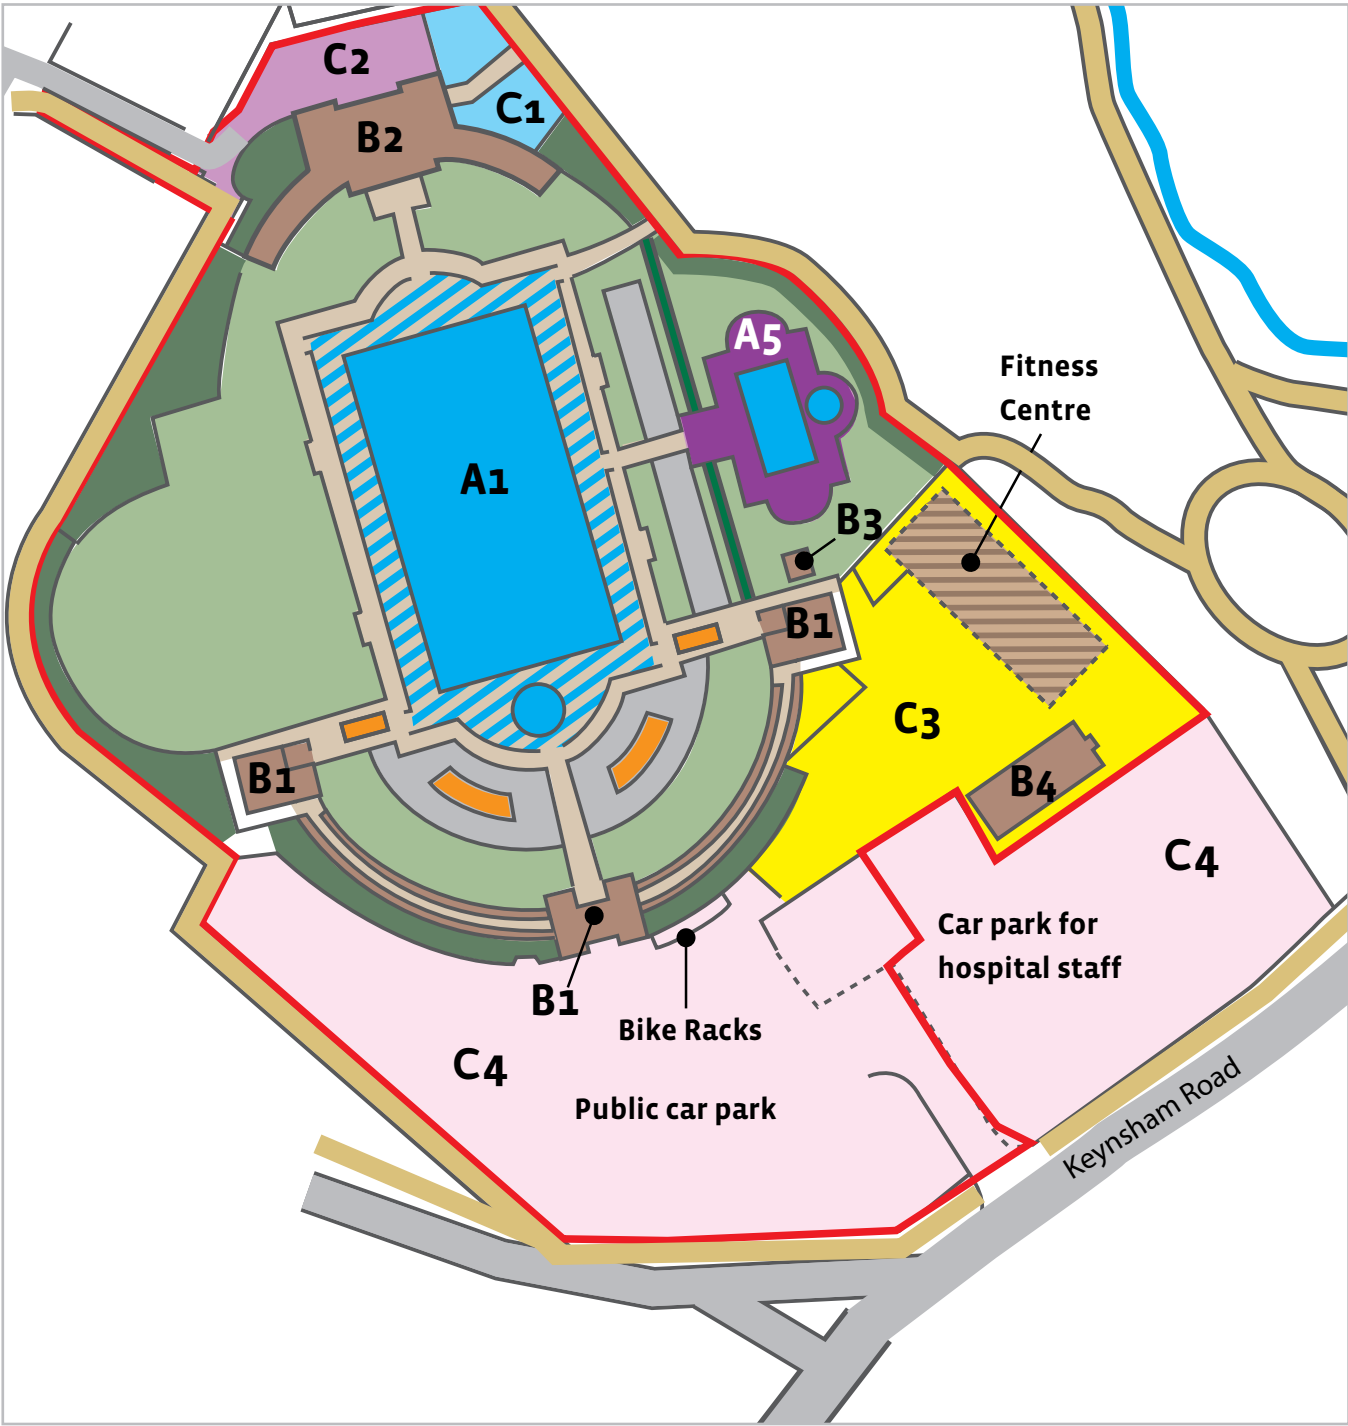 C2
C1
B2
A5
Fitness
Centre
A1
B3
B1
C3
B1
B4
C4
Car park for
hospital staff
B1
Bike Racks
C4
Public car park
Keynsham Road